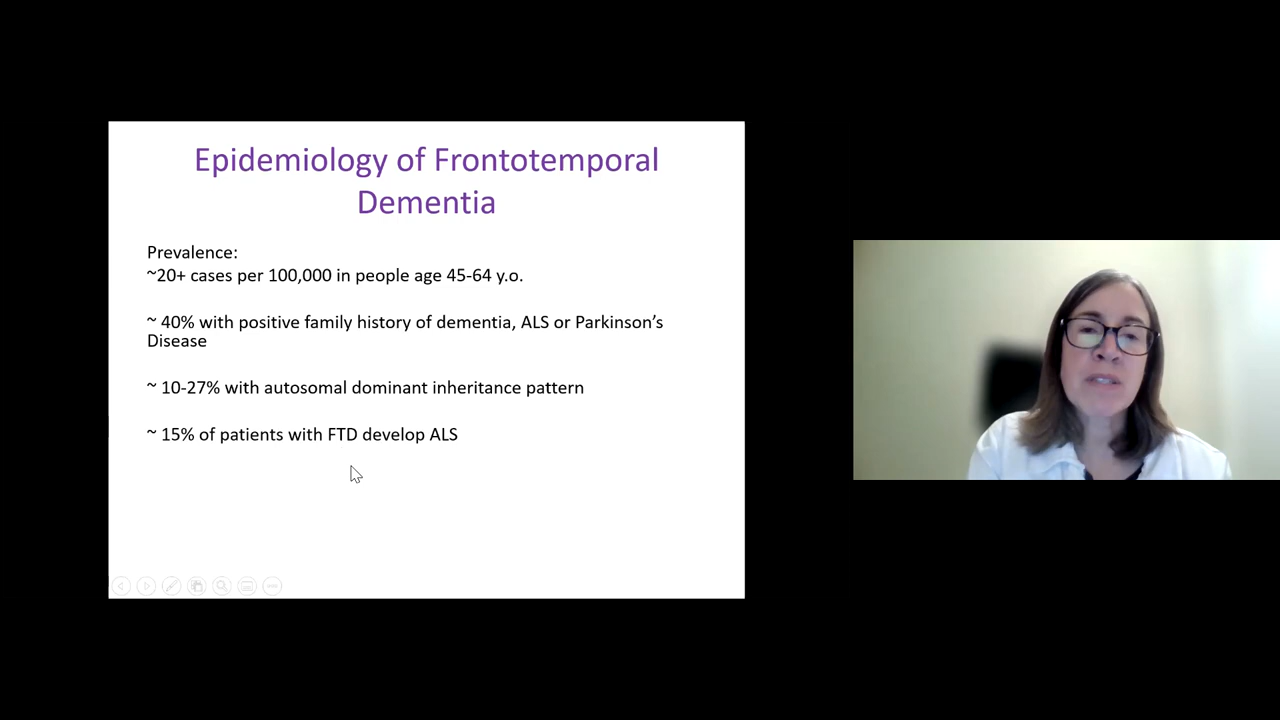 Epidemiology of Frontotemporal
Dementia
Prevalence:
~20+ cases per 100,000 in people age 45-64 y.o.
~ 40% with positive family history of dementia, ALS or Parkinson’s
Disease
~ 10-27% with autosomal dominant inheritance pattern
~ 15% of patients with FTD develop ALS